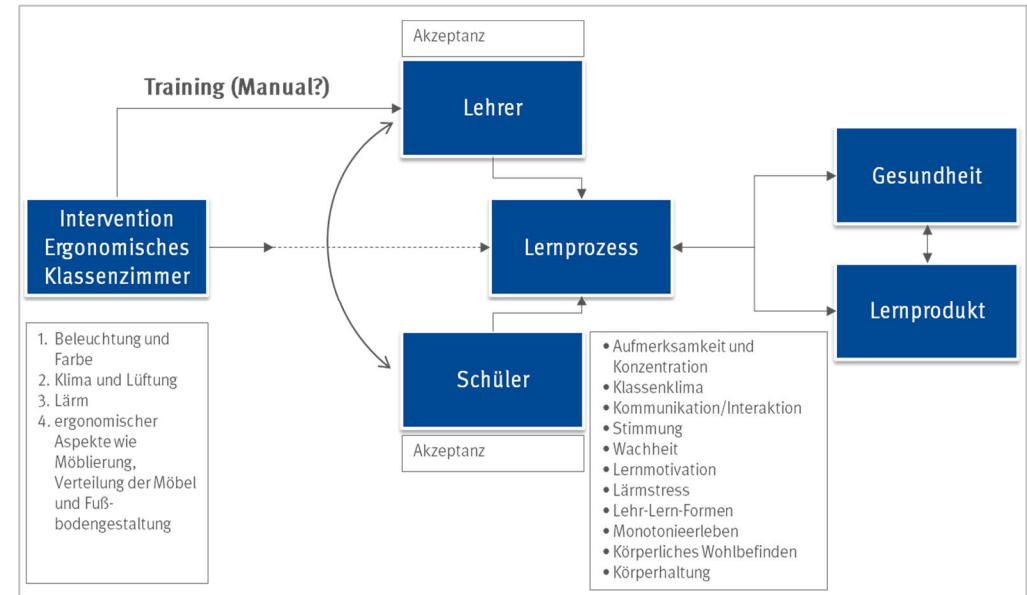 Akzeptanz
Training (Manual?)
Lehrer
Intervention
Ergonomisches
Klassenzimmer
Lernprozess
Gesundheit
Lernprodukt
Schüler
Akzeptanz
1. Beleuchtung und
Farbe
2. Klima und Lüftung
3. Lärm
4. ergonomischer
Aspekte wie
Möblierung,
Verteilung der Möbel
und Fuß-
bodengestaltung
• Aufmerksamkeit und
Konzentration
• Klassenklima
• Kommunikation/Interaktion
• Stimmung
• Wachheit
• Lernmotivation
• Lärmstress
• Lehr-Lern-Formen
• Monotonieerleben
• Körperliches Wohlbefinden
• Körperhaltung